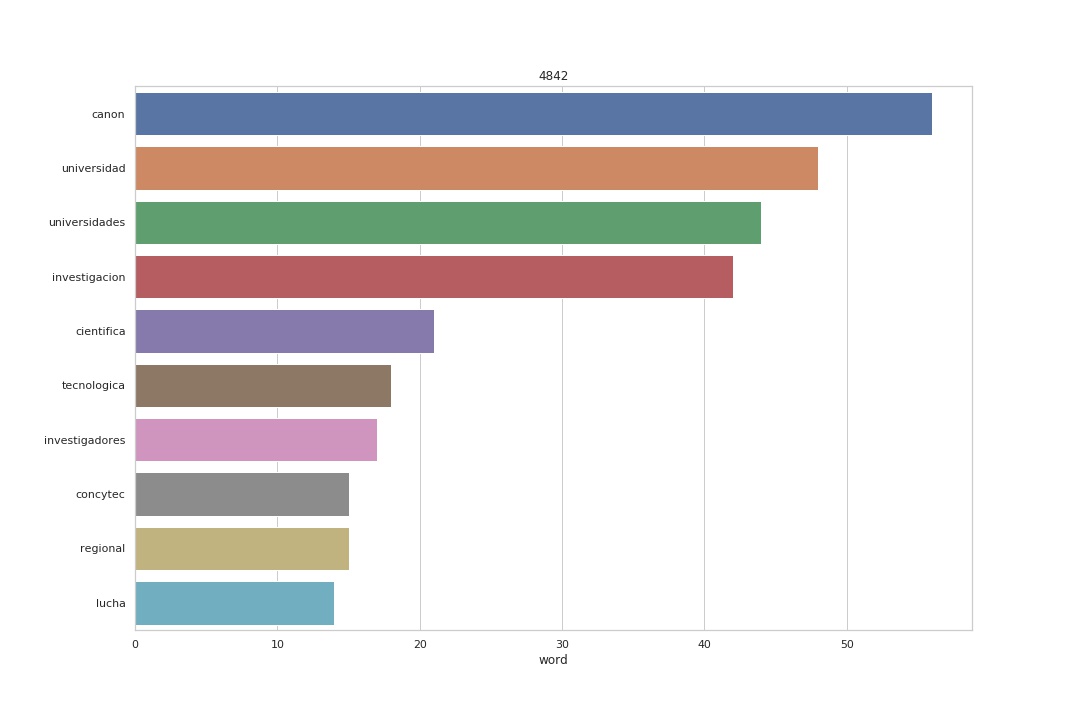 4842
canon
universidad
universidades
investigacion
cientifica
tecnologica
investigadores
concytec
regional
lucha
0 10 20 30 40 50
word